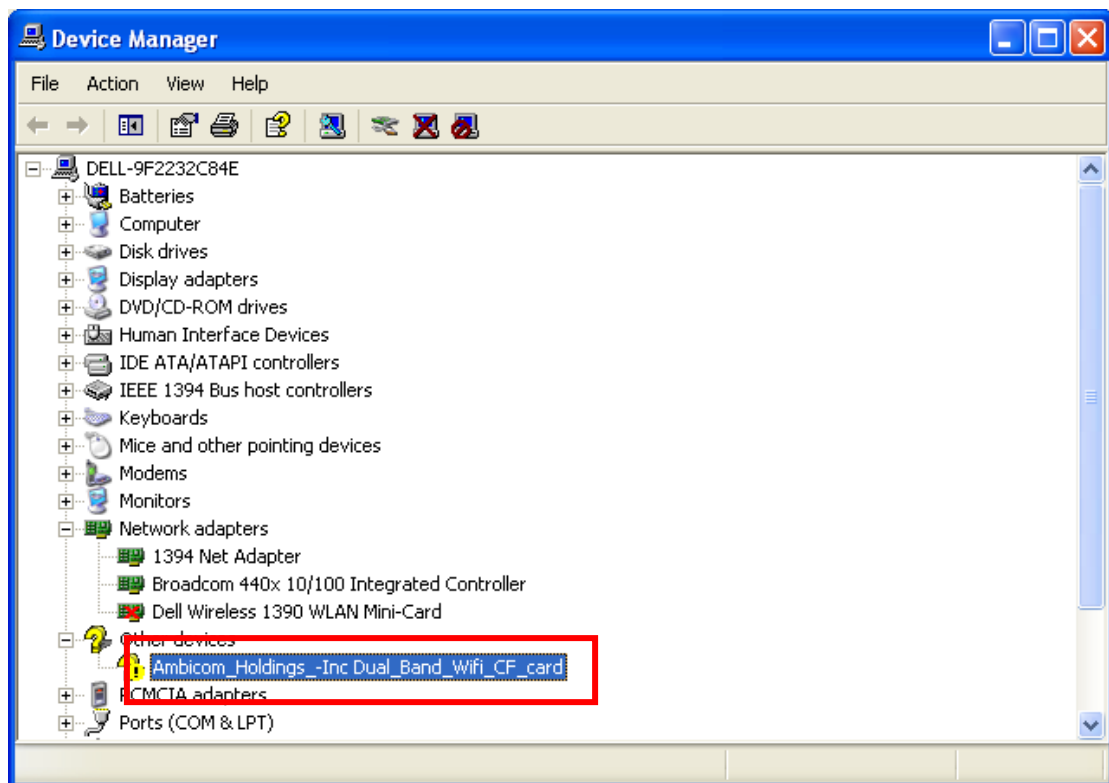 Device Manager
File Action View Help
DELL-9F2232C84E
Batteries
Computer
Disk drives
Display adapters
DVD/CD-ROM drives
Human Interface Devices
IDE ATA/ATAPI controllers
IEEE 1394 Bus host controllers
Keyboards
Mice and other pointing devices
Modems
Monitors
Network adapters
1394 Net Adapter
Broadcom 440x 10/100 Integrated Controller
Dell Wireless 1390 WLAN Mini-Card
Other devices
Ambicom_Holdings_-Inc Dual_Band_Wifi_CF_card
PCMCIA adapters
Ports (COM & LPT)